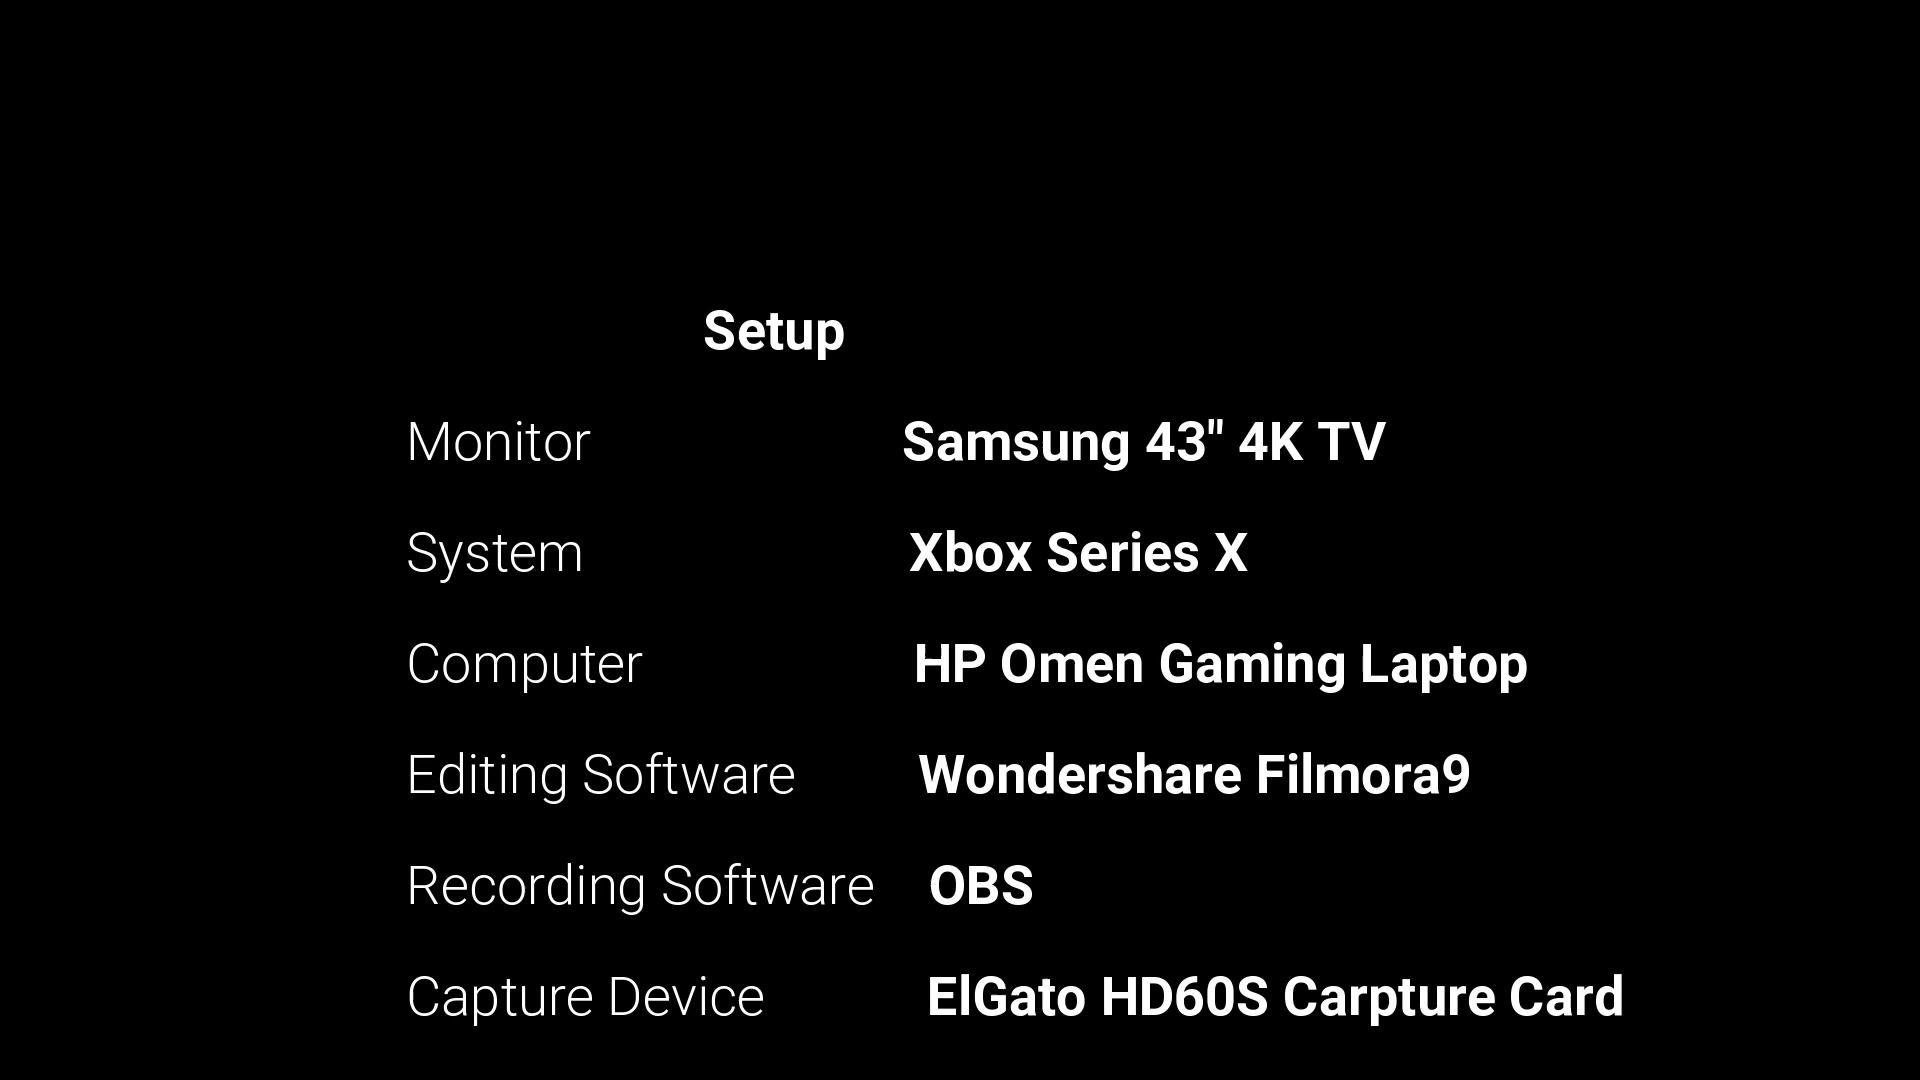 Setup
Monitor Samsung 43" 4K TV
System Xbox Series X
Computer HP Omen Gaming Laptop
Editing Software Wondershare Filmora9
Recording Software OBS
Capture Device ElGato HD60S Carpture Card